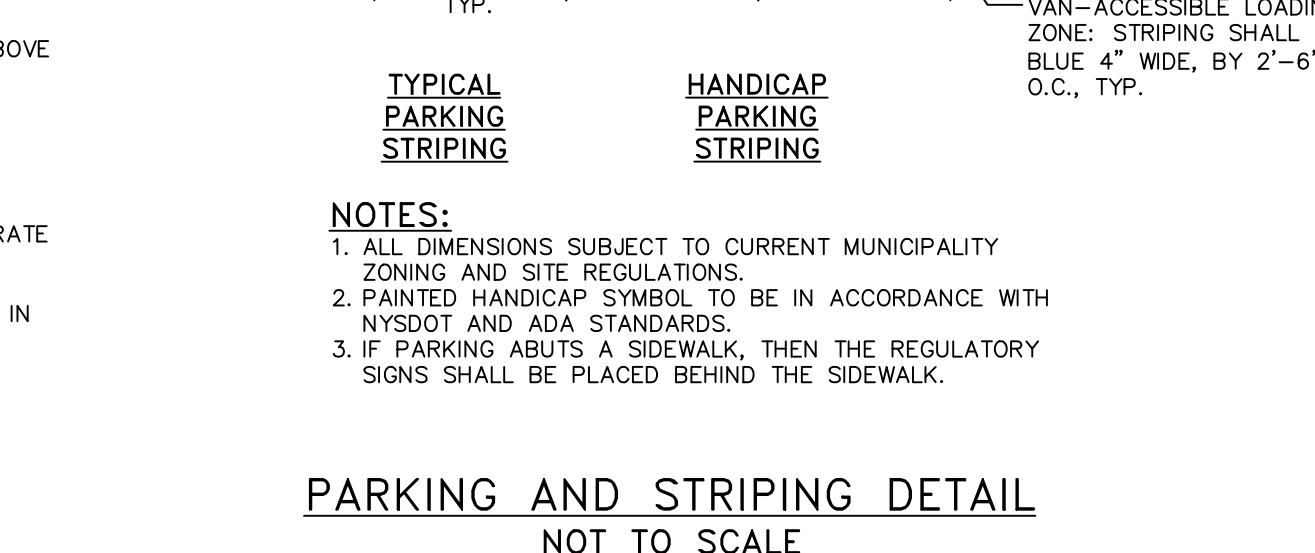 TYP.
VAN-ACCESSIBLE
ZONE: STRIPING SHALL
BLUE 4" WIDE, BY 2'-6"
O.C., TYP.
TYPICAL
PARKING
STRIPING
HANDICAP
PARKING
STRIPING
IN
NOTES:
1. ALL DIMENSIONS SUBJECT TO CURRENT MUNICIPALITY
ZONING AND SITE REGULATIONS.
2. PAINTED HANDICAP SYMBOL TO BE IN ACCORDANCE WITH
NYSDOT AND ADA STANDARDS.
3. IF PARKING ABUTS A SIDEWALK, THEN THE REGULATORY
SIGNS SHALL BE PLACED BEHIND THE SIDEWALK.
PARKING AND STRIPING DETAIL
NOT TO SCALE